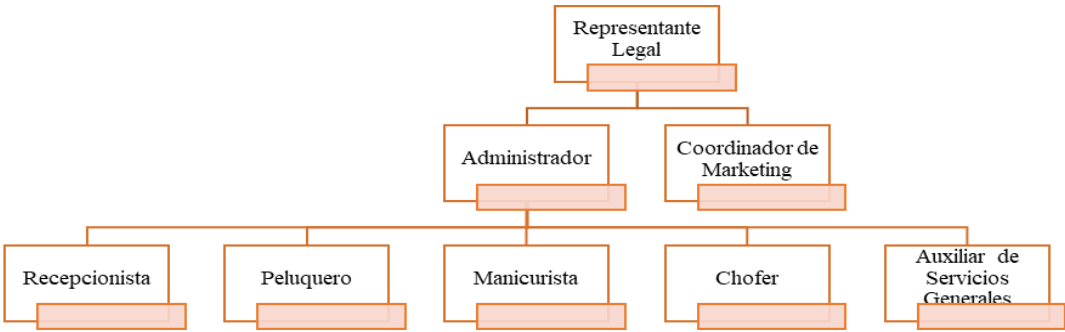 Representante
Legal
Administrador
Coordinador de
Marketing
Recepcionista
Peluquero
Manicurista
Chofer
Auxiliar de
Servicios
Generales